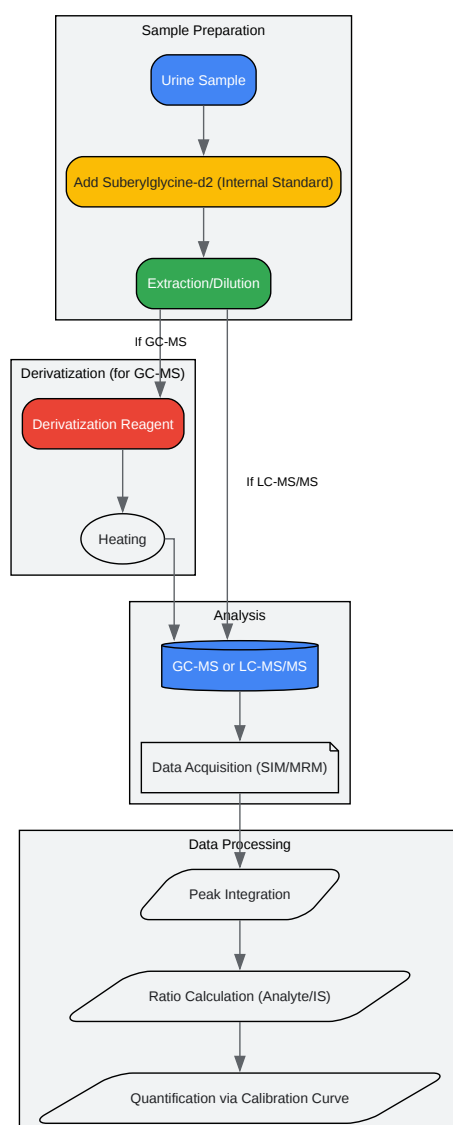 Sample Preparation
Urine Sample
Add Suberylglycine-d2 (Internal Standard)
Extraction/Dilution
If GC-MS
Derivatization (for GC-MS)
Derivatization Reagent
If LC-MS/MS
Heating
Analysis
GC-MS or LC-MS/MS
Data Acquisition (SIM/MRM)
Data Processing
Peak Integration
Ratio Calculation (Analyte/IS)
Quantification via Calibration Curve